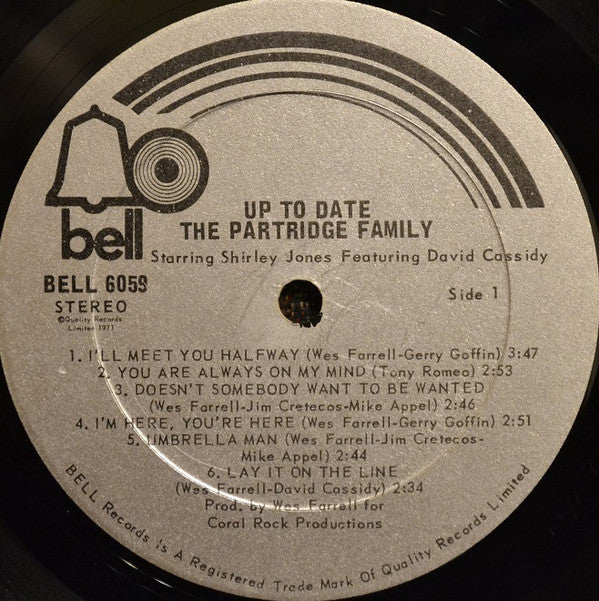 bell
UP TO DATE
THE PARTRIDGE FAMILY
Starring Shirley Jones Featuring David Cassidy
BELL 6059
STEREO
©Quality Records
Limited 1971
Side 1
1. I'LL MEET YOU HALFWAY (Wes Farrell-Gerry Goffin) 3:47
2. YOU ARE ALWAYS ON MY MIND (Tony Romeo) 2:53
3. DOESN'T SOMEBODY WANT TO BE WANTED
(Wes Farrell-Jim Cretecos-Mike Appel) 2:46
4. I'M HERE, YOU'RE HERE (Wes Farrell-Gerry Goffin) 2:51
5. UMBRELLA MAN (Wes Farrell-Jim Cretecos-
Mike Appel) 2:44
6. LAY IT ON THE LINE
(Wes Farrell-David Cassidy) 2:34
Prod. by Wes Farrell for
Coral Rock Productions
BELL Records Is A Registered Trade Mark Of Quality Records Limited